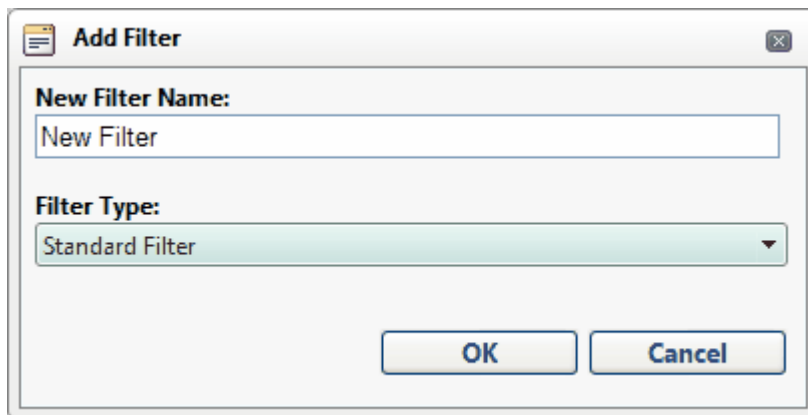 Add Filter
New Filter Name:
New Filter
Filter Type:
Standard Filter
OK Cancel